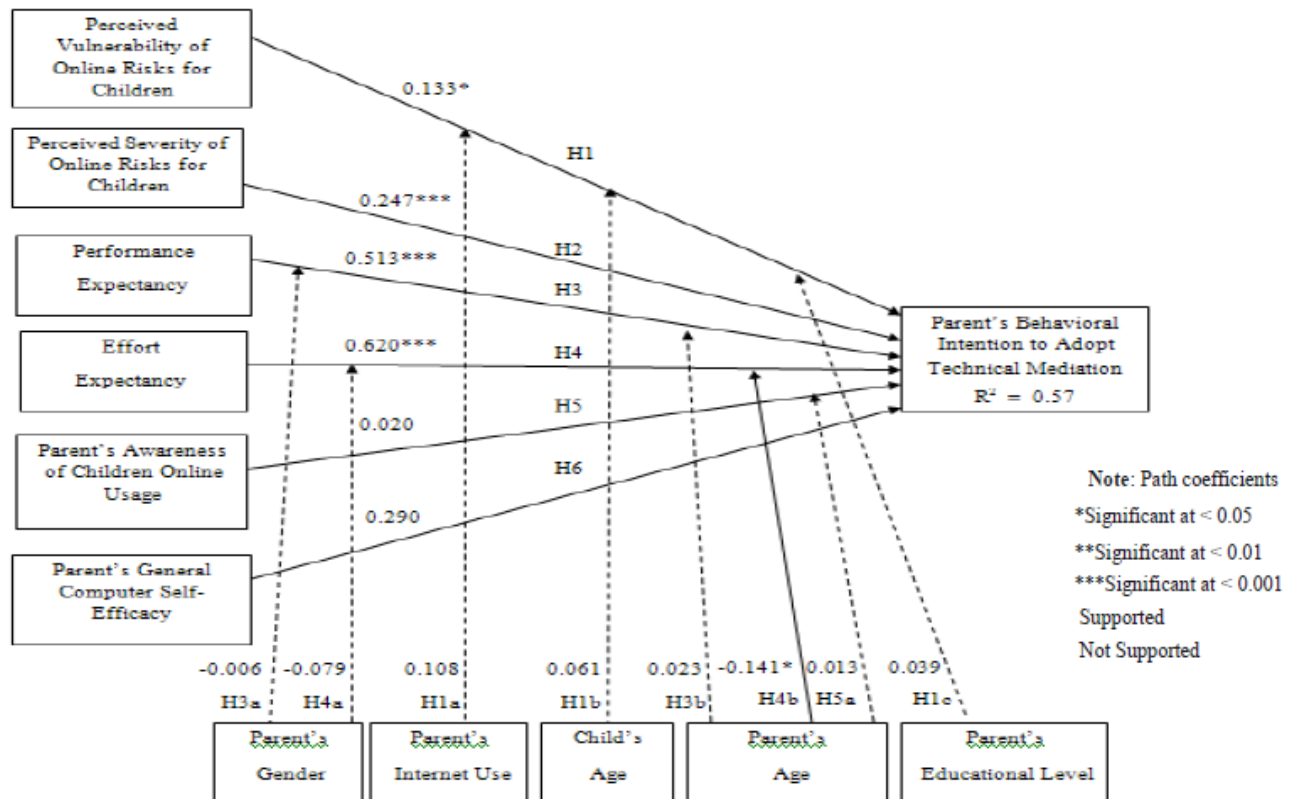 Perceived
Vulnerability of
Online Risks for
Children
0.133*
H1
Perceived Severity of
Online Risks for
Children
0.247***
H2
Performance
Expectancy
0.513***
H3
Effort
Expectancy
0.620***
H4
Parent's Awareness
of Children Online
Usage
0.020
H5
Parent's General
Computer Self-
Efficacy
0.290
H6
Parent's Behavioral
Intention to Adopt
Technical Mediation
R² = 0.57
Note: Path coefficients
*Significant at < 0.05
**Significant at < 0.01
***Significant at < 0.001
Supported
Not Supported
-0.006 -0.079 0.108 0.061 0.023 -0.141* 0.013 0.039
H3a H4a H1a H1b H3b H4b H5a H1c
Parent's
Gender
Parent's
Internet Use
Child's
Age
Parent's
Age
Parent's
Educational Level